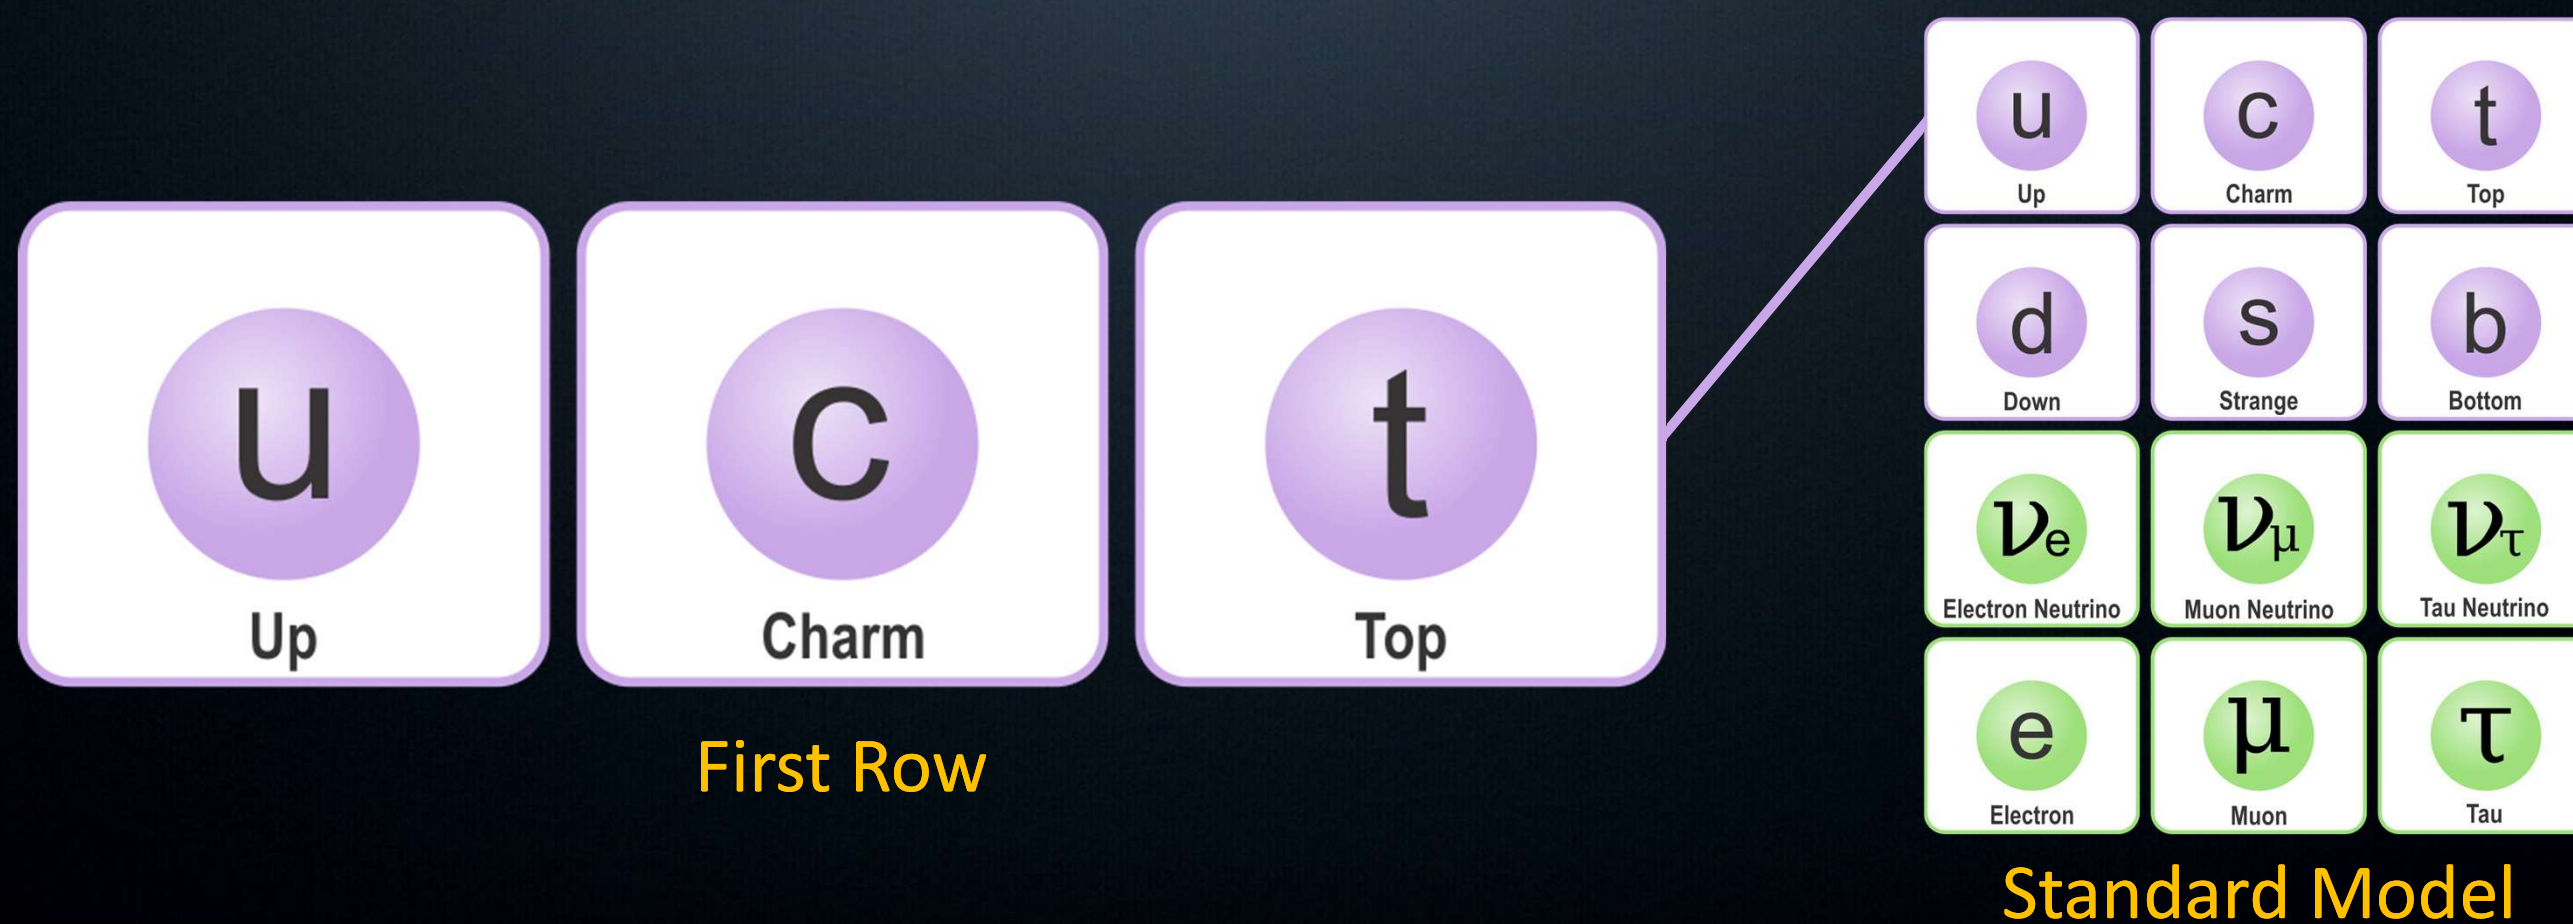 u
Up
c
Charm
t
Top
First Row
u
Up
c
Charm
t
Top
d
Down
s
Strange
b
Bottom
νe
Electron Neutrino
νμ
Muon Neutrino
ντ
Tau Neutrino
e
Electron
μ
Muon
τ
Tau
Standard Model